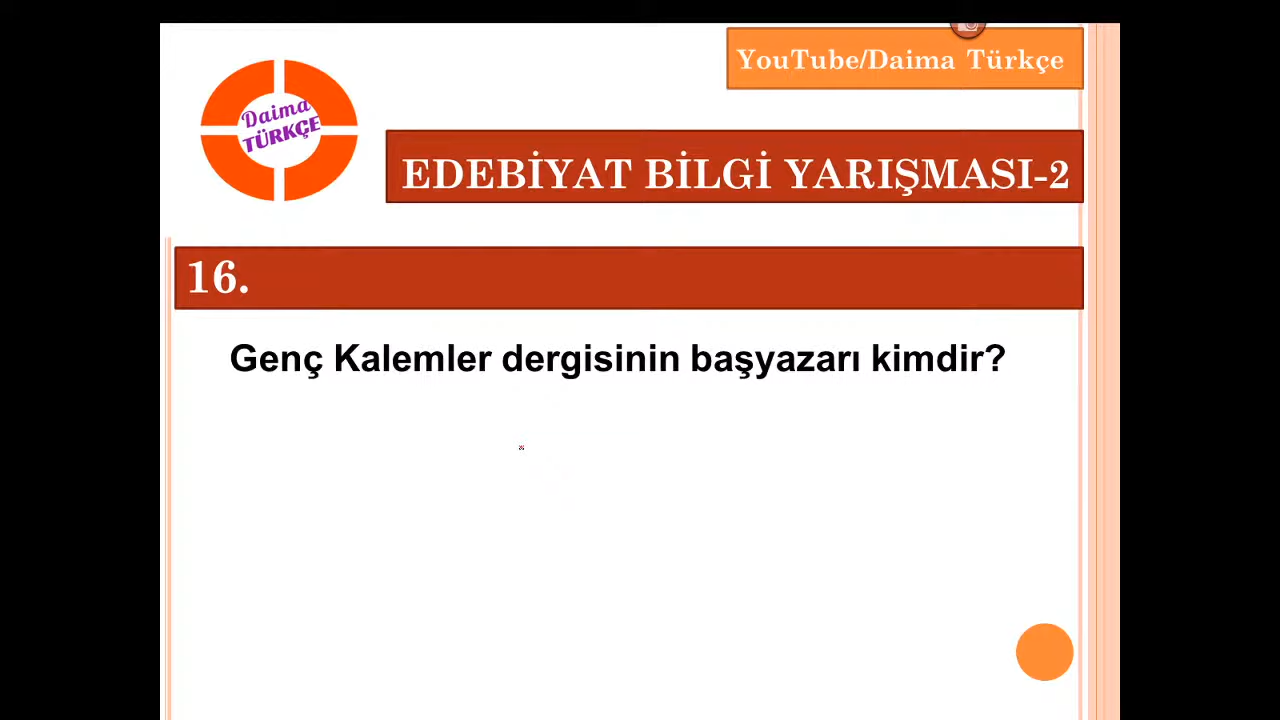 YouTube/Daima Türkçe
Daima
TÜRKÇE
EDEBİYAT BİLGİ YARIŞMASI-2
16.
Genç Kalemler dergisinin başyazarı kimdir?